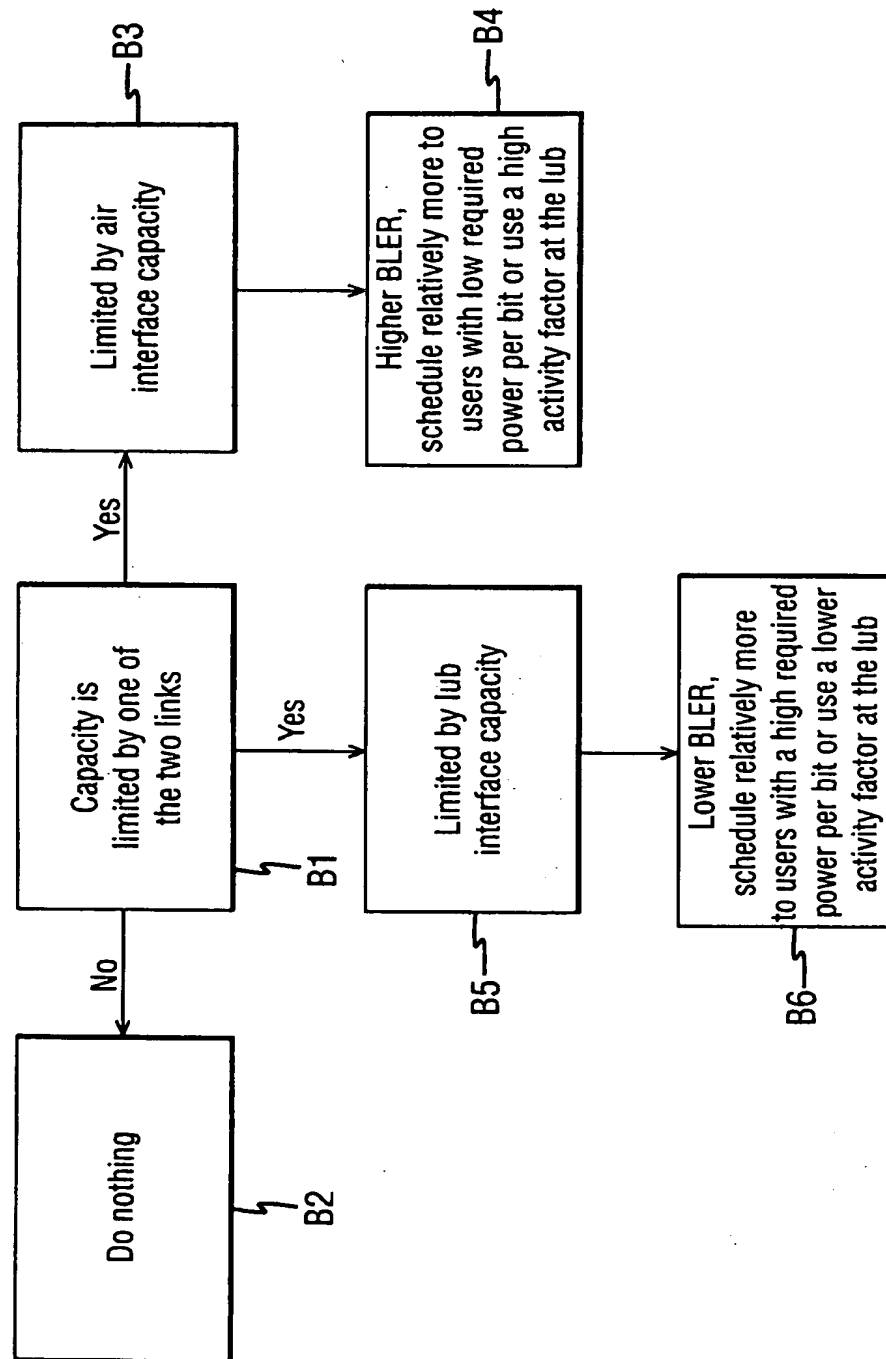 Do nothing
B2
No
Capacity is
limited by one of
the two links
B1
Yes
Limited by air
interface capacity
B3
Higher BLER,
schedule relatively more to
users with low required
power per bit or use a high
activity factor at the lub
B4
Yes
Limited by lub
interface capacity
B5
Lower BLER,
schedule relatively more
to users with a high required
power per bit or use a lower
activity factor at the lub
B6